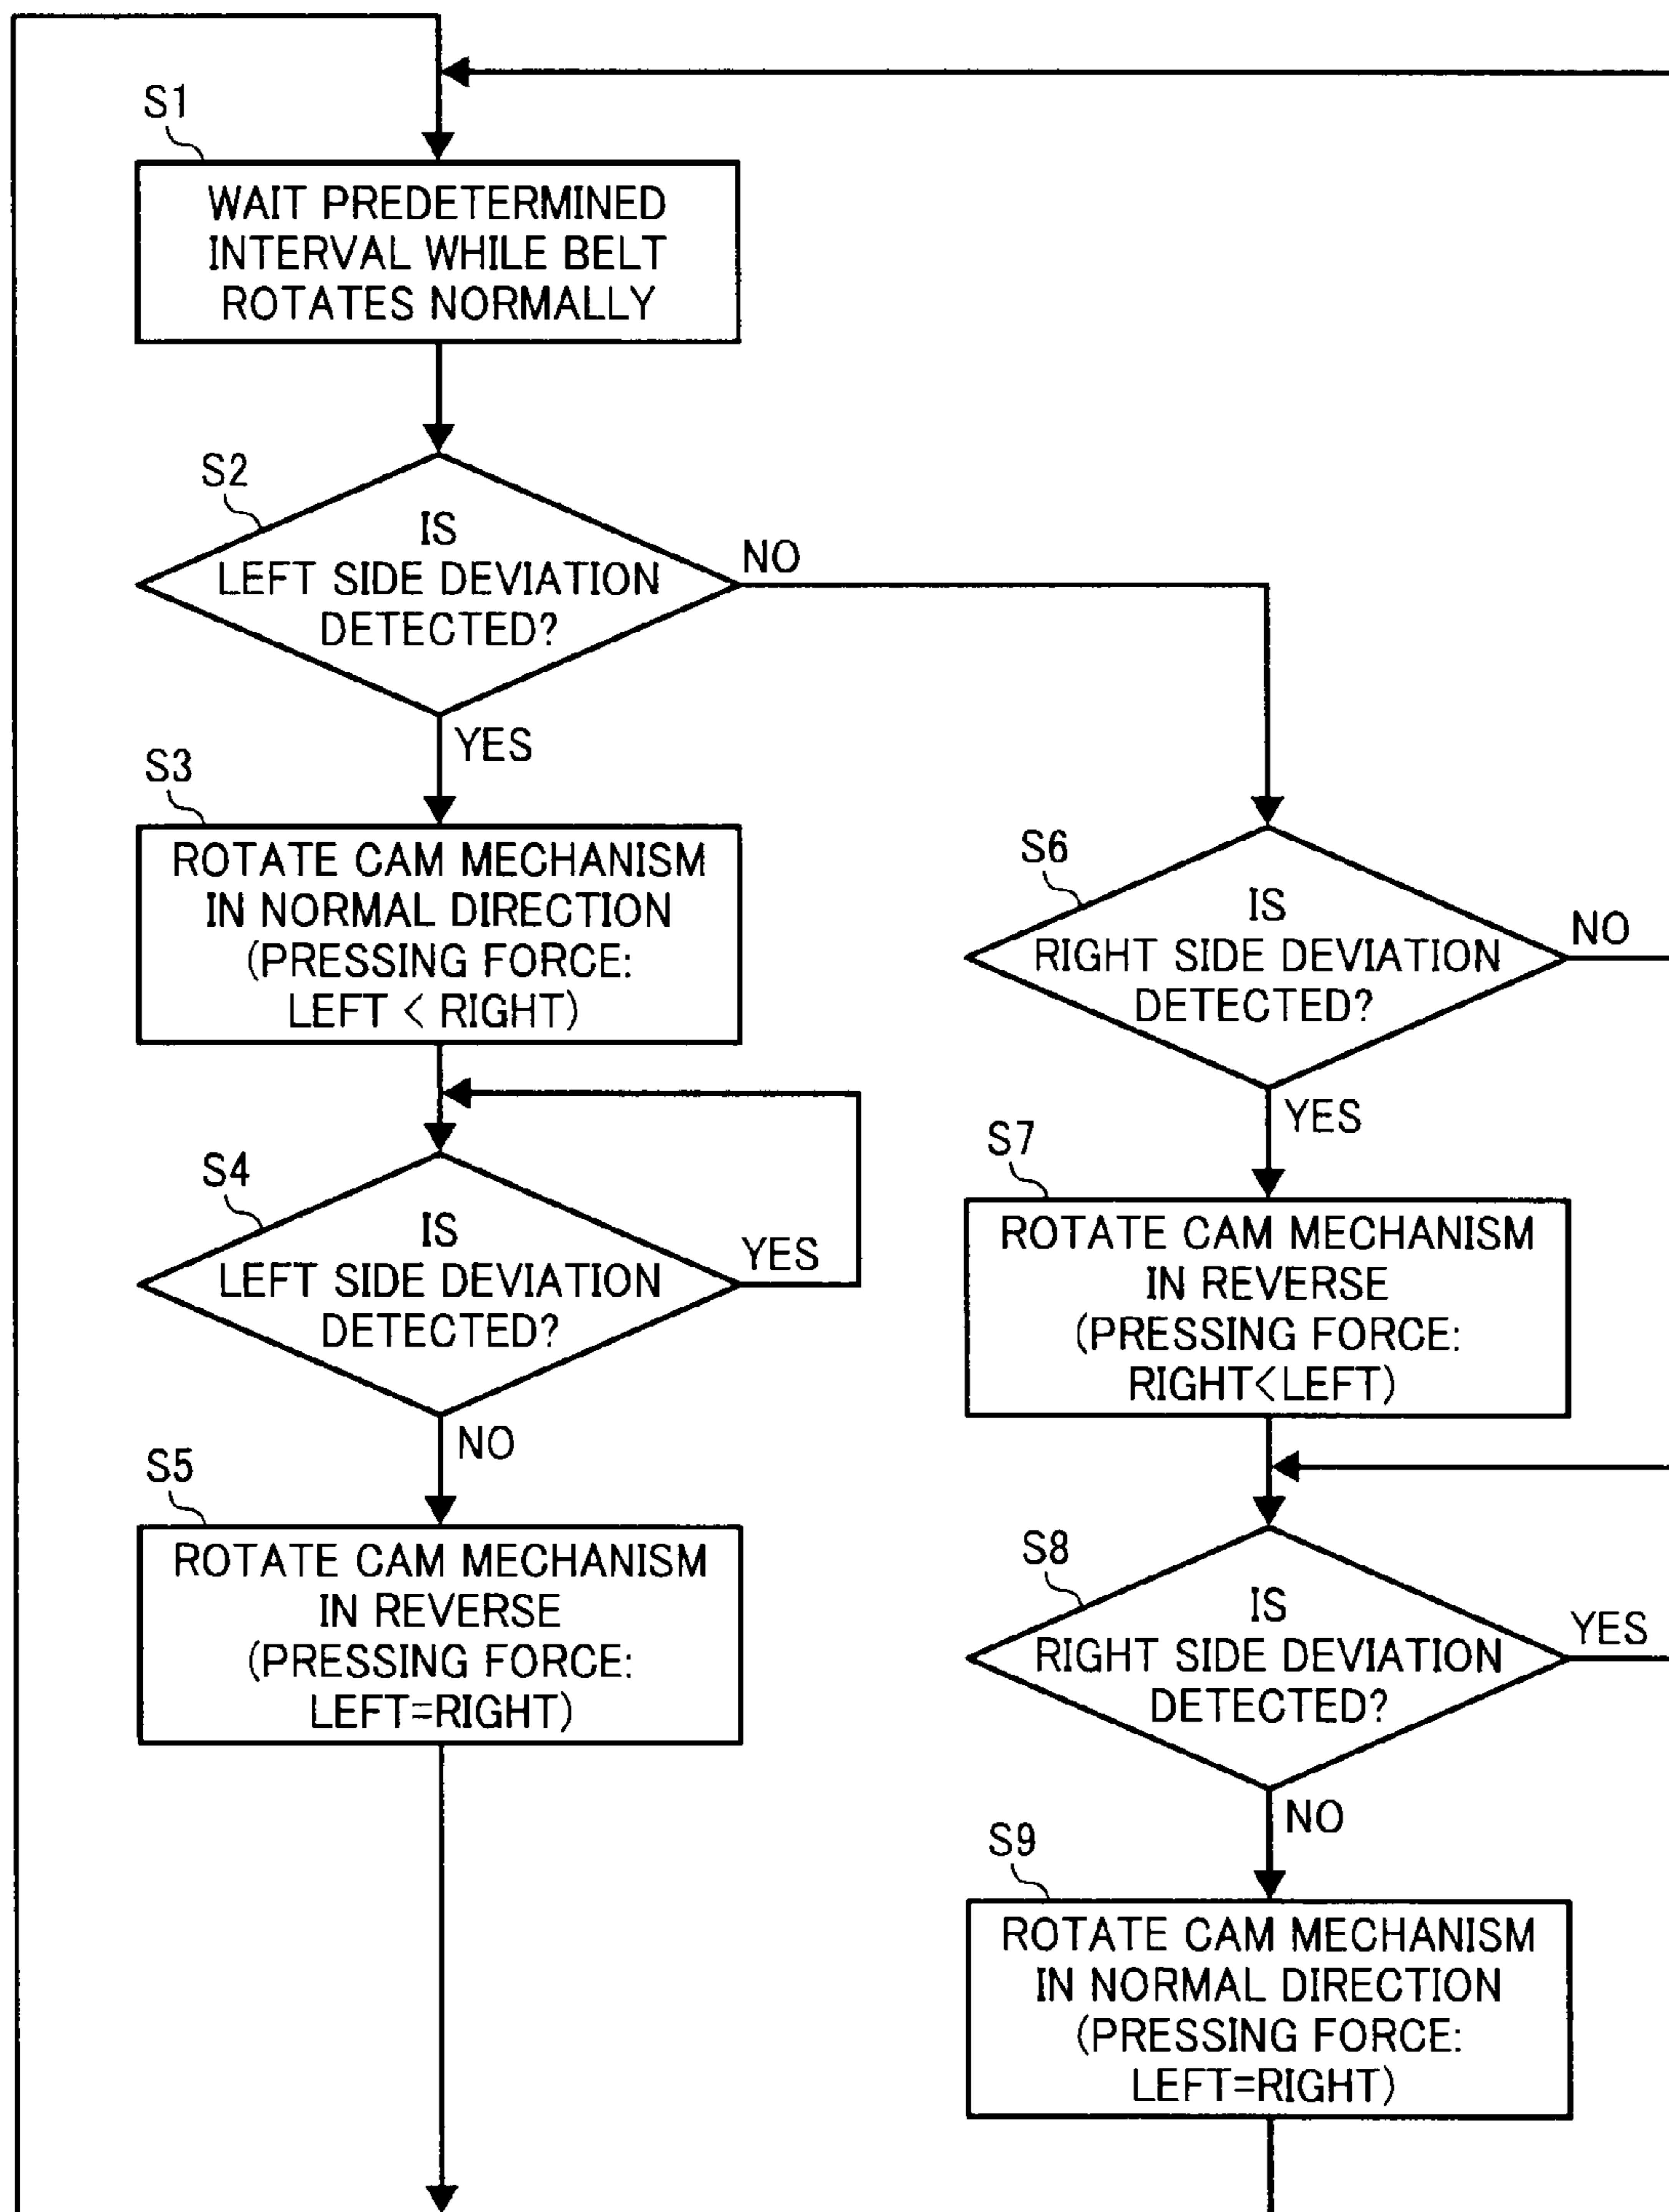 S1
WAIT PREDETERMINED
INTERVAL WHILE BELT
ROTATES NORMALLY
S2
IS
LEFT SIDE DEVIATION
DETECTED?
NO
YES
S3
ROTATE CAM MECHANISM
IN NORMAL DIRECTION
(PRESSING FORCE:
LEFT < RIGHT)
S4
IS
LEFT SIDE DEVIATION
DETECTED?
YES
NO
S5
ROTATE CAM MECHANISM
IN REVERSE
(PRESSING FORCE:
LEFT=RIGHT)
S6
IS
RIGHT SIDE DEVIATION
DETECTED?
NO
YES
S7
ROTATE CAM MECHANISM
IN REVERSE
(PRESSING FORCE:
RIGHT<LEFT)
S8
IS
RIGHT SIDE DEVIATION
DETECTED?
YES
NO
S9
ROTATE CAM MECHANISM
IN NORMAL DIRECTION
(PRESSING FORCE:
LEFT=RIGHT)